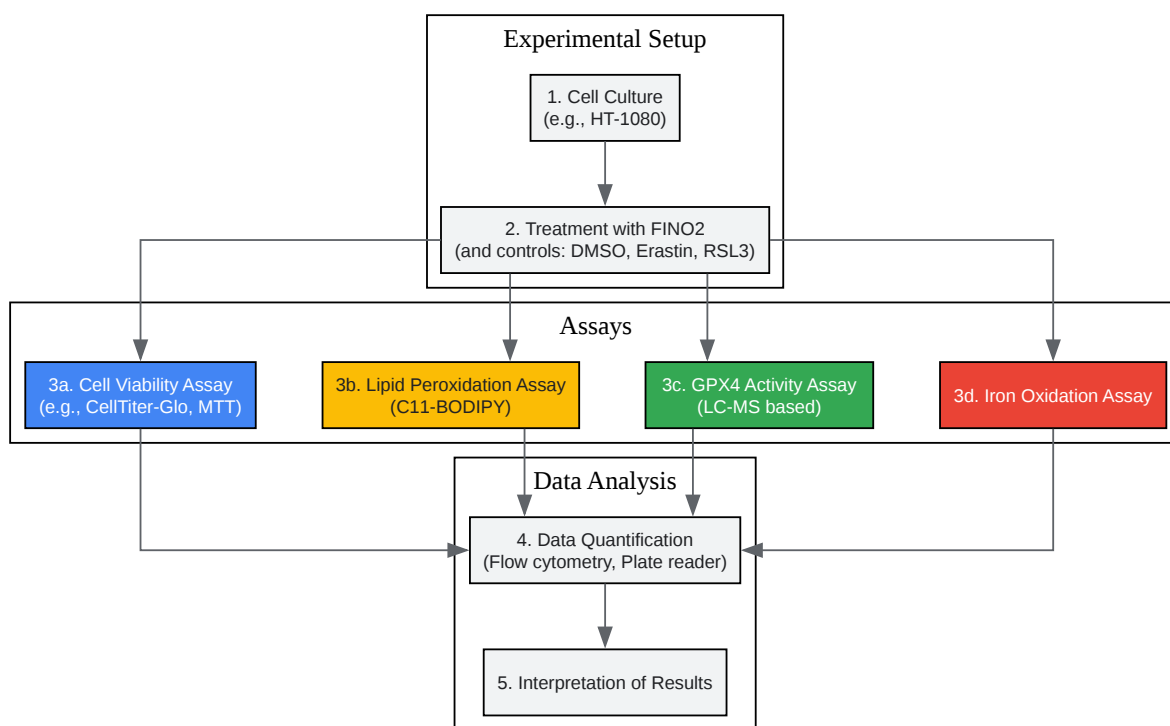 Experimental Setup
1. Cell Culture
(e.g., HT-1080)
2. Treatment with FINO2
(and controls: DMSO, Erastin, RSL3)
Assays
3a. Cell Viability Assay
(e.g., CellTiter-Glo, MTT)
3b. Lipid Peroxidation Assay
(C11-BODIPY)
3c. GPX4 Activity Assay
(LC-MS based)
3d. Iron Oxidation Assay
Data Analysis
4. Data Quantification
(Flow cytometry, Plate reader)
5. Interpretation of Results